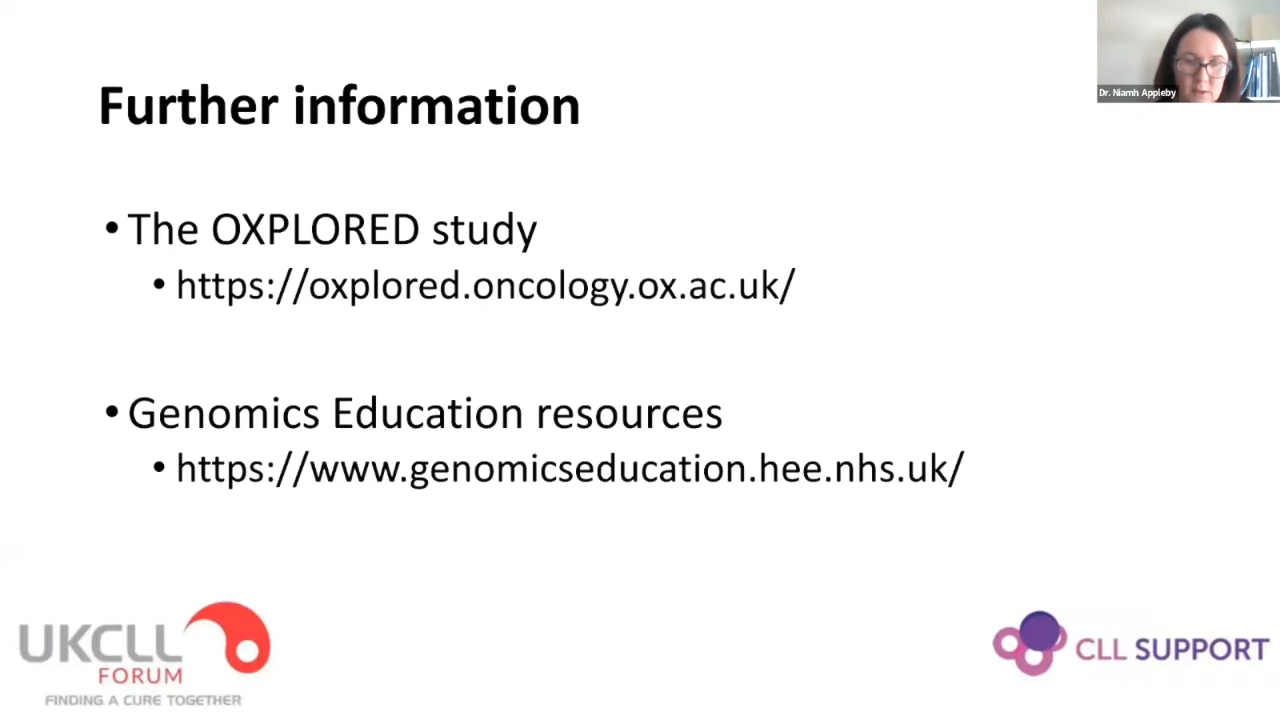 Dr. Niamh Appleby
Further information
• The OXPLORED study
• https://oxplored.oncology.ox.ac.uk/
• Genomics Education resources
• https://www.genomicseducation.hee.nhs.uk/
UKCLL
FORUM
FINDING A CURE TOGETHER
CLL SUPPORT